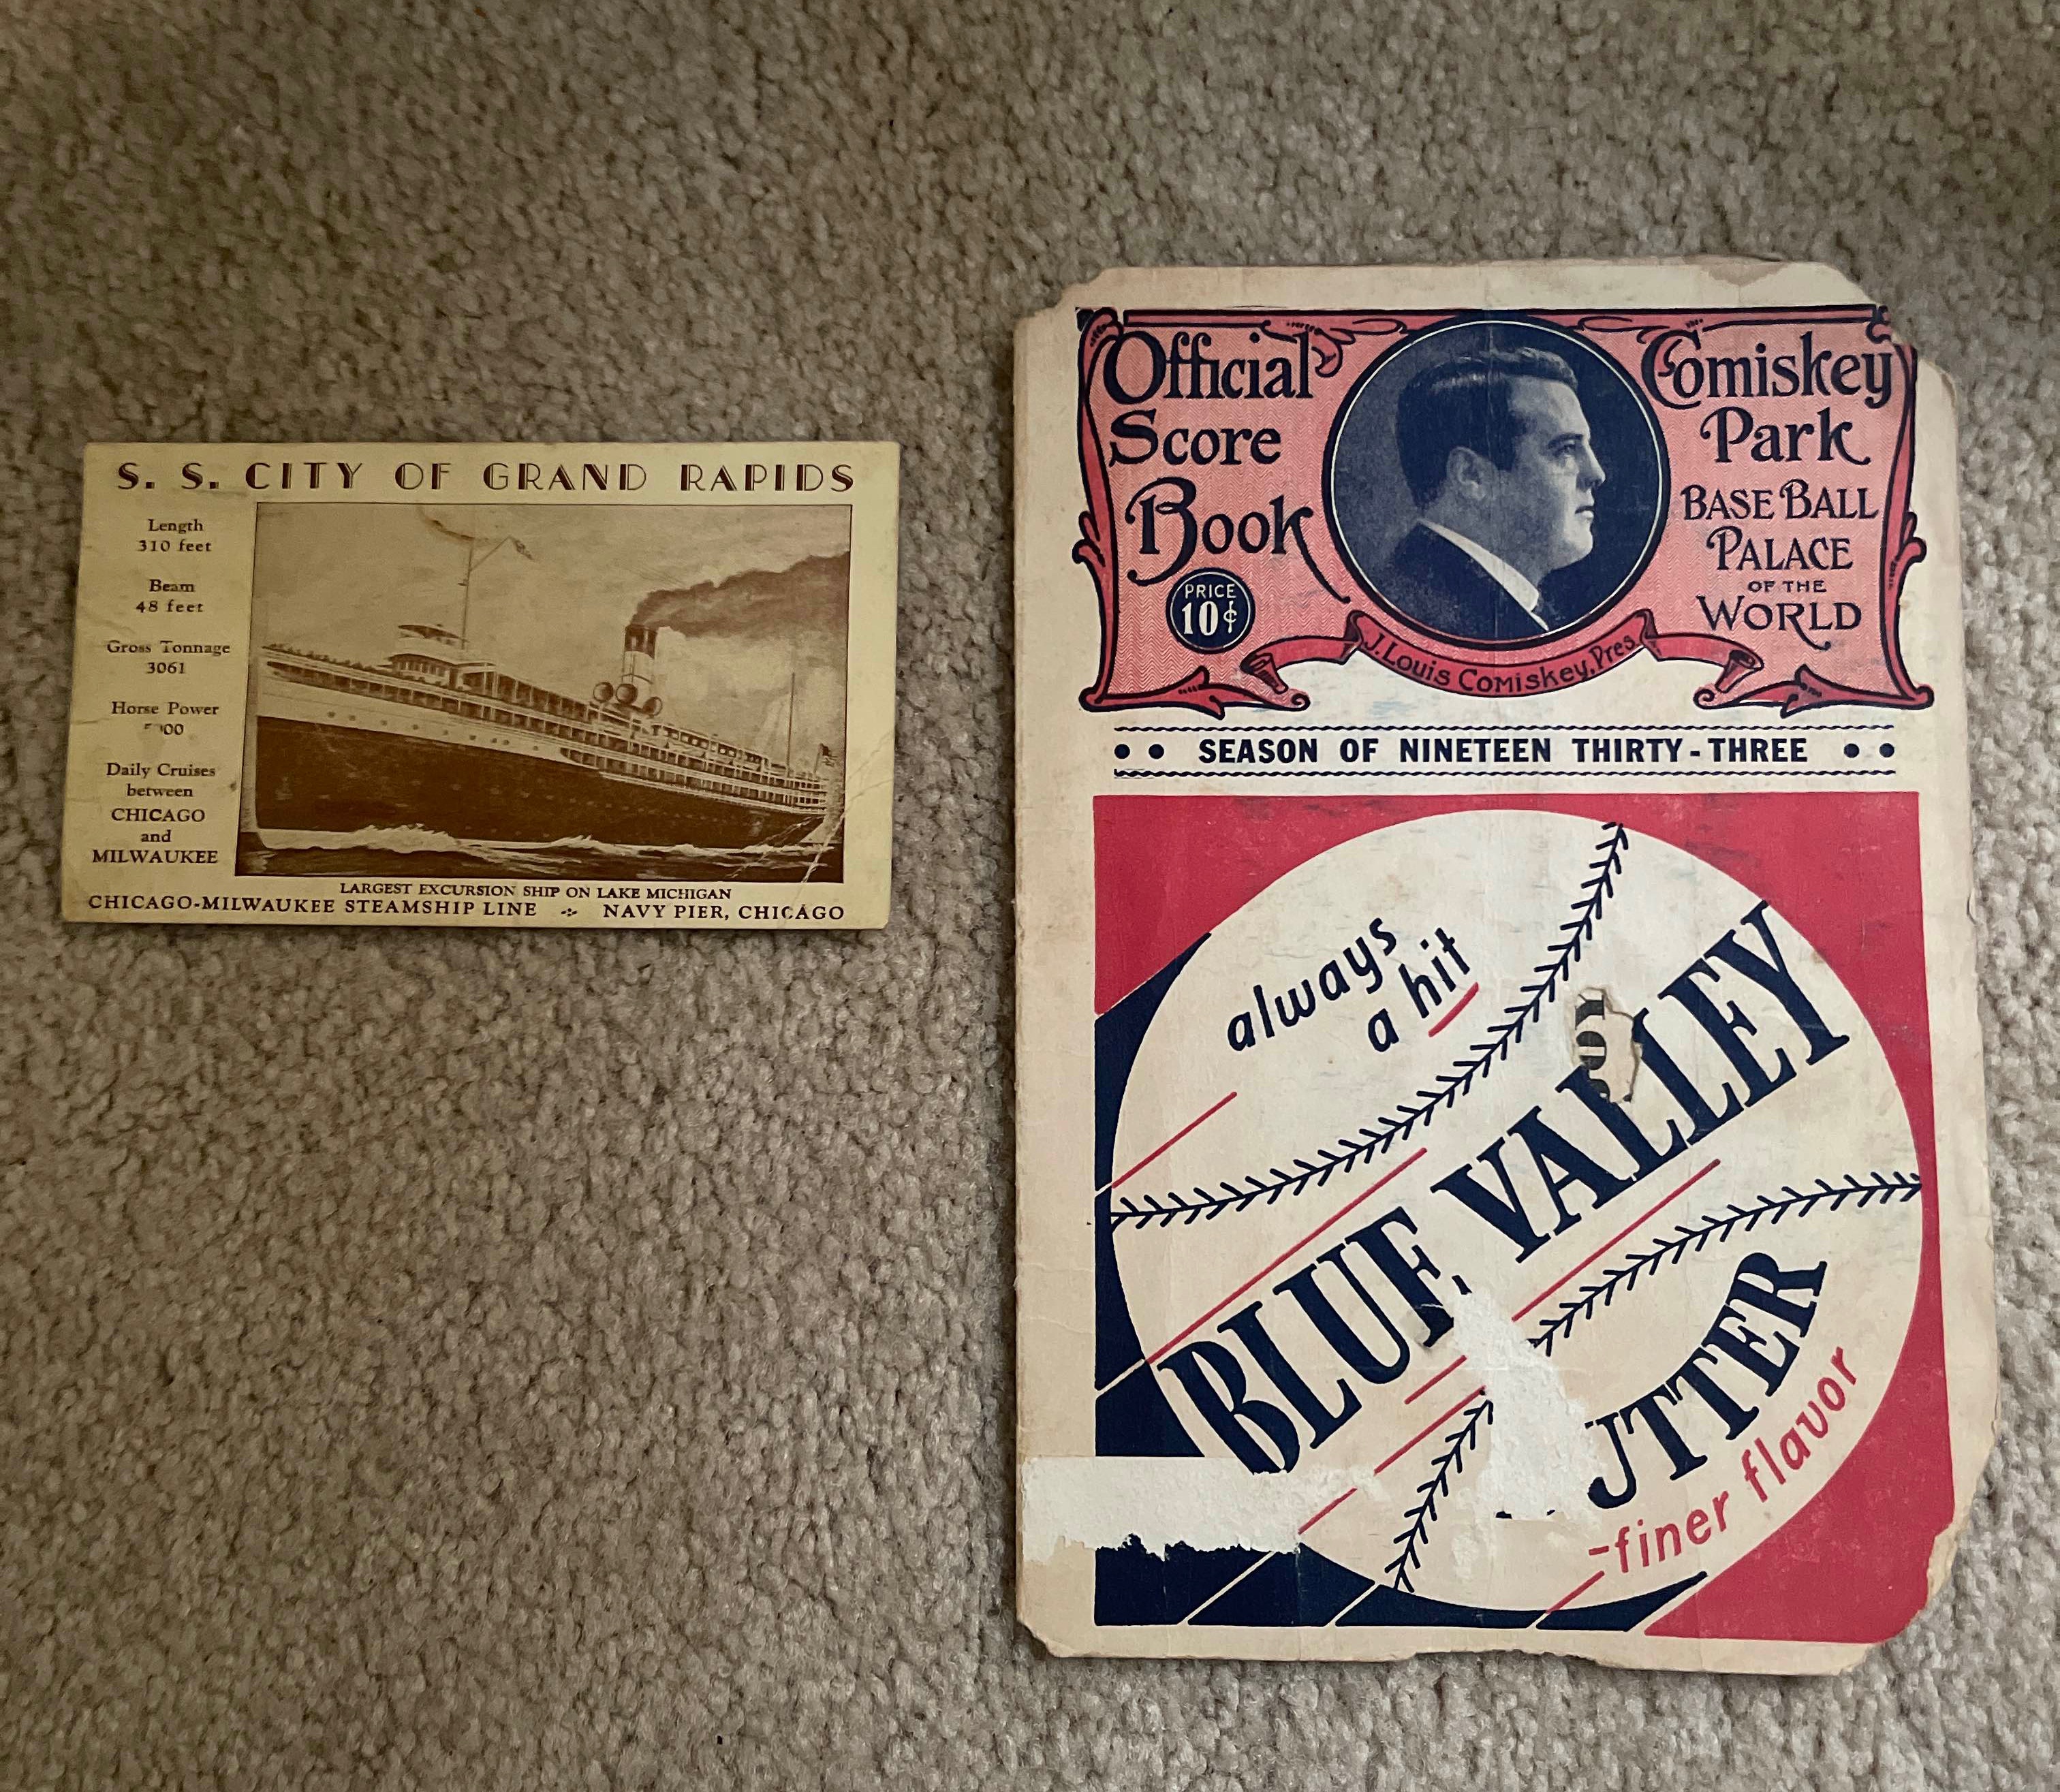 S. S. CITY OF GRAND RAPIDS
Length
310 feet
Beam
48 feet
Gross Tonnage
3061
Horse Power
Daily Cruises
between
CHICAGO
and
MILWAUKEE
LARGEST EXCURSION SHIP ON LAKE MICHIGAN
CHICAGO-MILWAUKEE STEAMSHIP LINE NAVY PIER, CHICAGO
Official
Score
Book
PRICE
10¢
Comiskey
Park
BASE BALL
PALACE
OF THE
WORLD
J. Louis Comiskey, Pres.
SEASON OF NINETEEN THIRTY-THREE
always
a hit
BLUE VALLEY
UTTER
-finer flavor